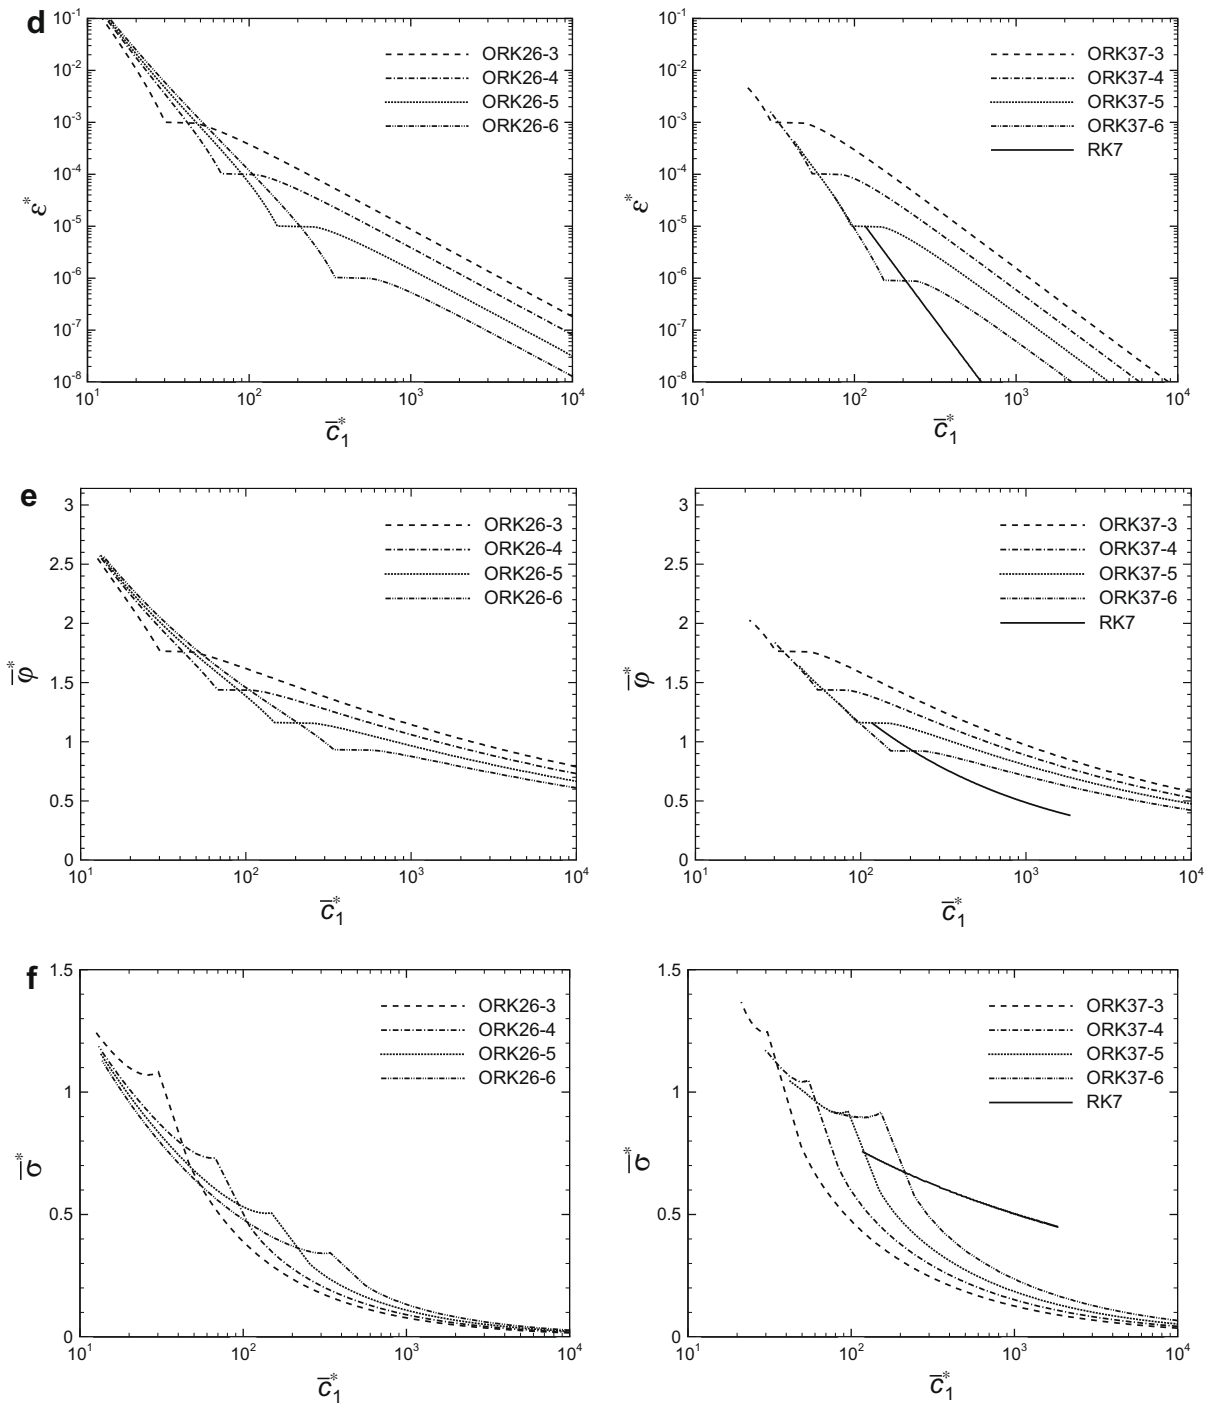 d
10⁻¹
10⁻²
10⁻³
10⁻⁴
10⁻⁵
10⁻⁶
10⁻⁷
10⁻⁸
ε*
ORK26-3
ORK26-4
ORK26-5
ORK26-6
10¹ 10² 10³ 10⁴
c̅₁*
10⁻¹
10⁻²
10⁻³
10⁻⁴
10⁻⁵
10⁻⁶
10⁻⁷
10⁻⁸
ε*
ORK37-3
ORK37-4
ORK37-5
ORK37-6
RK7
10¹ 10² 10³ 10⁴
c̅₁*
e
3
2.5
2
1.5
1
0.5
0
φ̅*
ORK26-3
ORK26-4
ORK26-5
ORK26-6
10¹ 10² 10³ 10⁴
c̅₁*
3
2.5
2
1.5
1
0.5
0
φ̅*
ORK37-3
ORK37-4
ORK37-5
ORK37-6
RK7
10¹ 10² 10³ 10⁴
c̅₁*
f
1.5
1
0.5
0
σ̅*
ORK26-3
ORK26-4
ORK26-5
ORK26-6
10¹ 10² 10³ 10⁴
c̅₁*
1.5
1
0.5
0
σ̅*
ORK37-3
ORK37-4
ORK37-5
ORK37-6
RK7
10¹ 10² 10³ 10⁴
c̅₁*